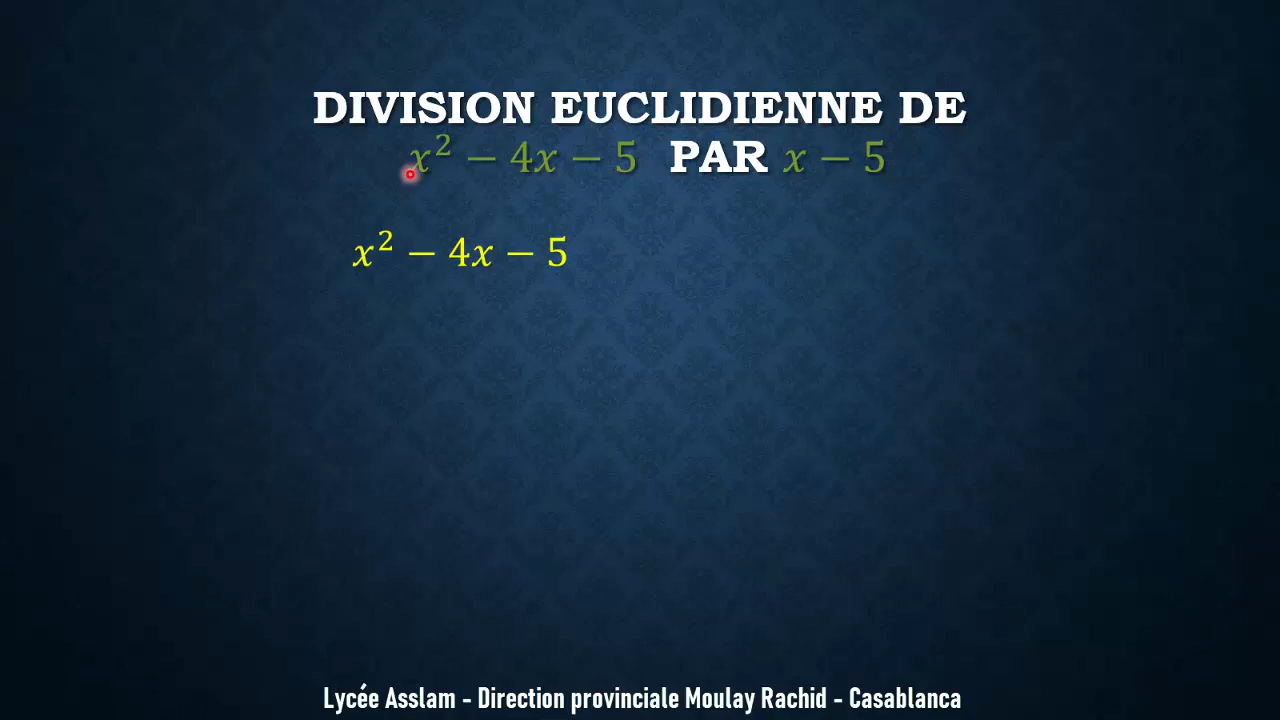 DIVISION EUCLIDIENNE DE
x² − 4x − 5 PAR x − 5
x² − 4x − 5
Lycée Asslam - Direction provinciale Moulay Rachid - Casablanca